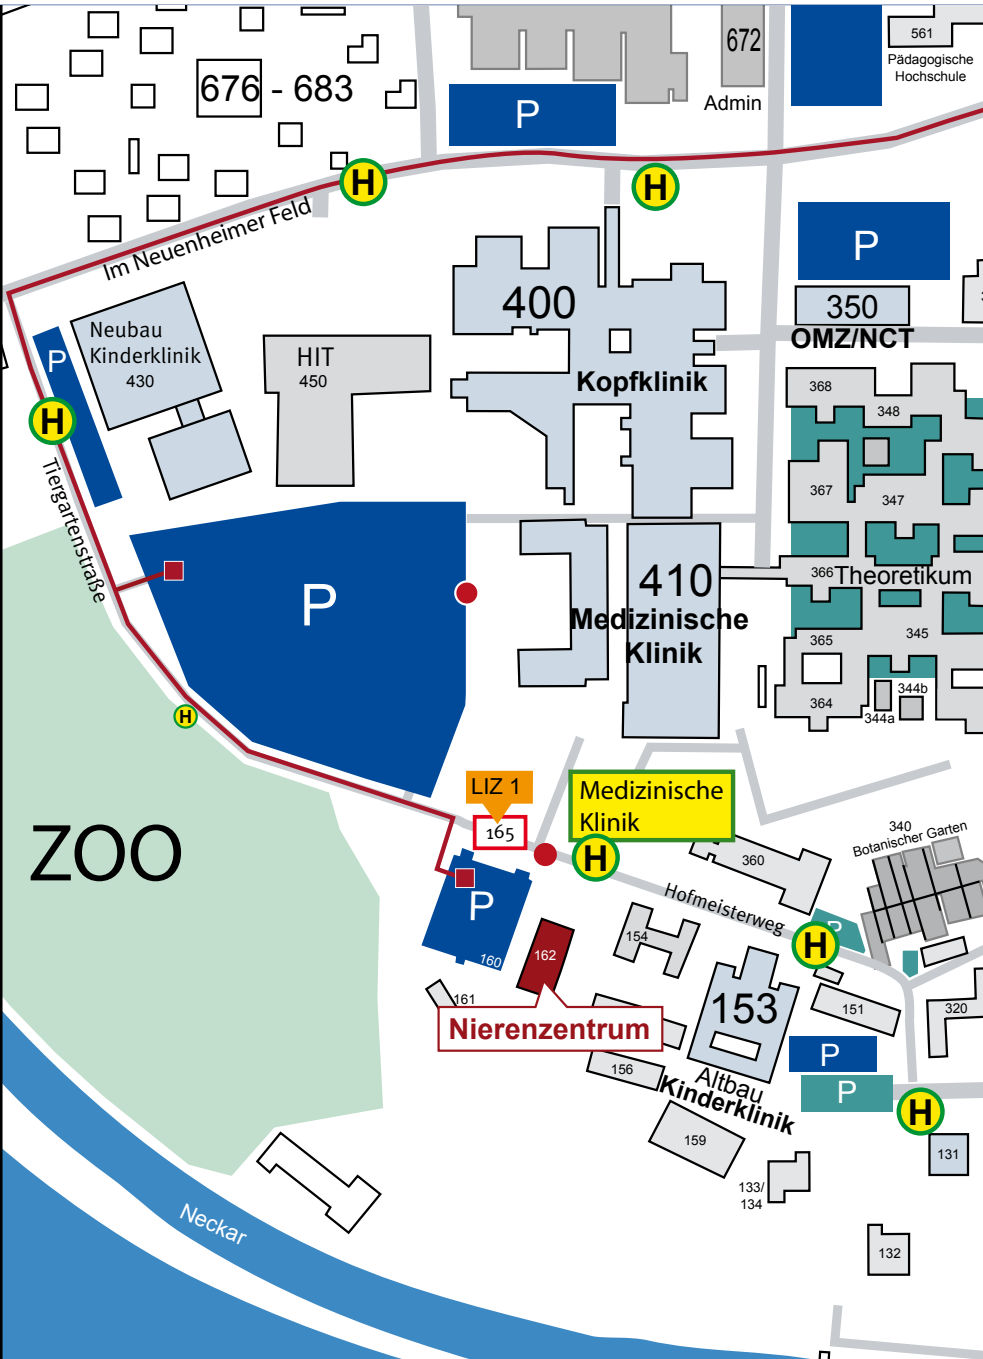 561
Pädagogische
Hochschule
672
Admin
676 - 683
P
H
H
Im Neuenheimer Feld
P
350
OMZ/NCT
400
Kopfklinik
Neubau
Kinderklinik
430
HIT
450
P
H
Tiergartenstraße
368
348
367
347
366
Theoretikum
365
345
364
344a
344b
P
410
Medizinische
Klinik
H
ZOO
LIZ 1
165
Medizinische
Klinik
H
360
340
Botanischer Garten
Hofmeisterweg
P
H
P
160
162
161
154
Nierenzentrum
153
Altbau
Kinderklinik
151
320
156
P
P
H
159
131
133/
134
132
Neckar